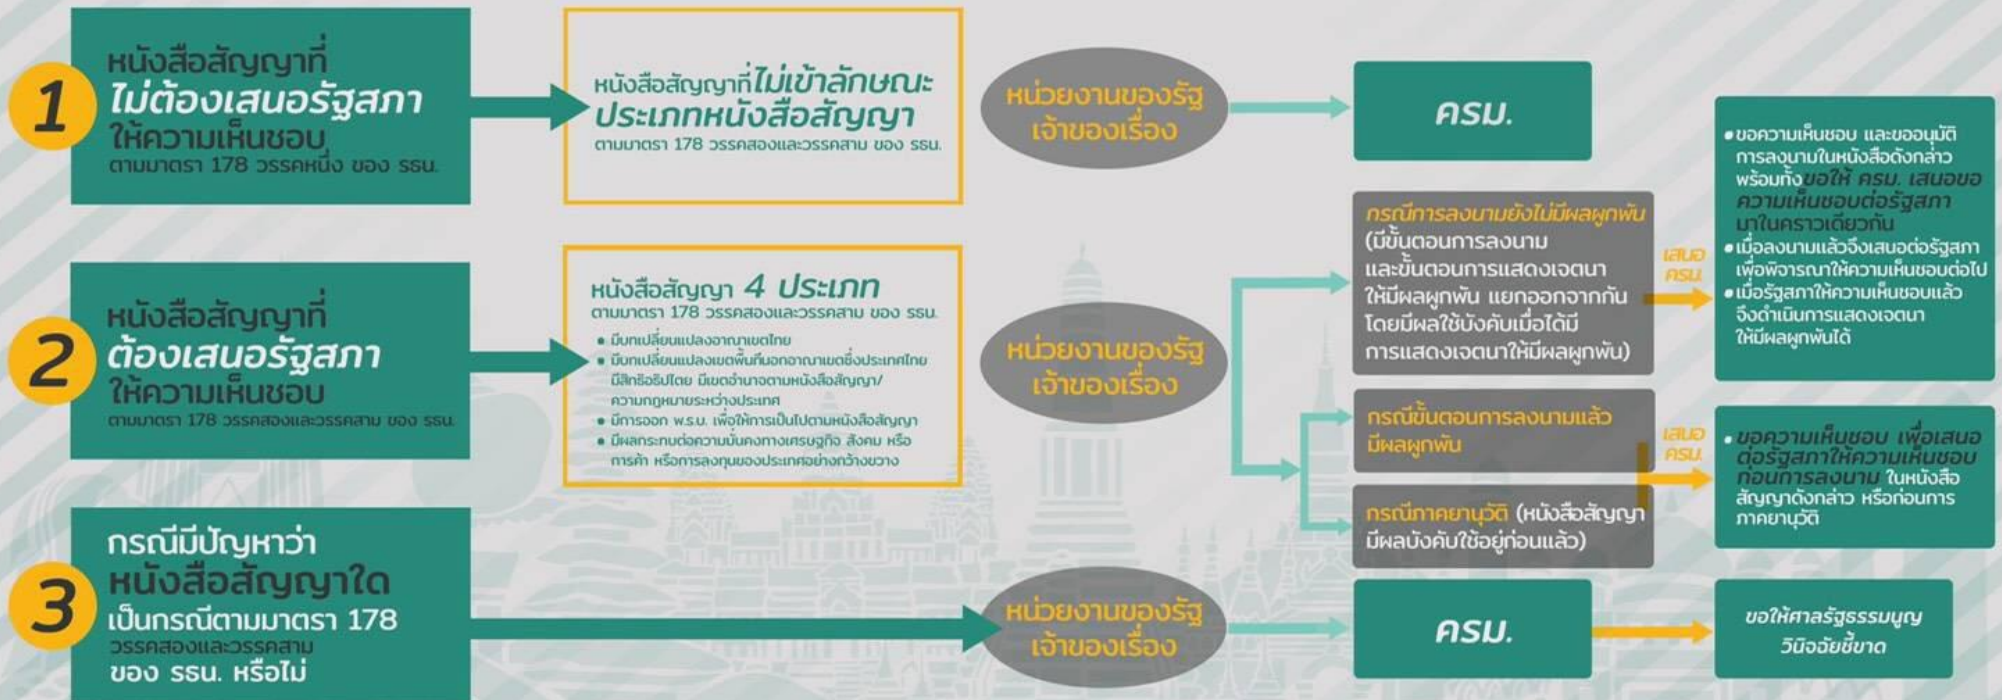 1
หนังสือสัญญาที่
ไม่ต้องเสนอรัฐสภา
ให้ความเห็นชอบ
ตามมาตรา 178 วรรคหนึ่ง ของ รธน.
หนังสือสัญญาที่ไม่เข้าลักษณะ
ประเภทหนังสือสัญญา
ตามมาตรา 178 วรรคสองและวรรคสาม ของ รธน.
หน่วยงานของรัฐ
เจ้าของเรื่อง
ครม.
2
หนังสือสัญญาที่
ต้องเสนอรัฐสภา
ให้ความเห็นชอบ
ตามมาตรา 178 วรรคสองและวรรคสาม ของ รธน.
หนังสือสัญญา 4 ประเภท
ตามมาตรา 178 วรรคสองและวรรคสาม ของ รธน.
• มีบทเปลี่ยนแปลงอาณาเขตไทย
• มีบทเปลี่ยนแปลงเขตพื้นที่นอกอาณาเขตซึ่งประเทศไทย
มีสิทธิอธิปไตย มีเขตอำนาจตามหนังสือสัญญา/
ความกฎหมายระหว่างประเทศ
• มีการออก พ.ร.บ. เพื่อให้การเป็นไปตามหนังสือสัญญา
• มีผลกระทบต่อความมั่นคงทางเศรษฐกิจ สังคม หรือ
การค้า หรือการลงทุนของประเทศอย่างกว้างขวาง
หน่วยงานของรัฐ
เจ้าของเรื่อง
กรณีการลงนามยังไม่มีผลผูกพัน
(มีขั้นตอนการลงนาม
และขั้นตอนการแสดงเจตนา
ให้มีผลผูกพัน แยกออกจากกัน
โดยมีผลใช้บังคับเมื่อได้มี
การแสดงเจตนาให้มีผลผูกพัน)
เสนอ
ครม.
• ขอความเห็นชอบ และขออนุมัติ
การลงนามในหนังสือดังกล่าว
พร้อมทั้งขอให้ ครม. เสนอขอ
ความเห็นชอบต่อรัฐสภา
มาในคราวเดียวกัน
• เมื่อลงนามแล้วจึงเสนอต่อรัฐสภา
เพื่อพิจารณาให้ความเห็นชอบต่อไป
• เมื่อรัฐสภาให้ความเห็นชอบแล้ว
จึงดำเนินการแสดงเจตนา
ให้มีผลผูกพันได้
กรณีขั้นตอนการลงนามแล้ว
มีผลผูกพัน
กรณีภาคยานุวัติ (หนังสือสัญญา
มีผลบังคับใช้อยู่ก่อนแล้ว)
เสนอ
ครม.
• ขอความเห็นชอบ เพื่อเสนอ
ต่อรัฐสภาให้ความเห็นชอบ
ก่อนการลงนาม ในหนังสือ
สัญญาดังกล่าว หรือก่อนการ
ภาคยานุวัติ
3
กรณีมีปัญหาว่า
หนังสือสัญญาใด
เป็นกรณีตามมาตรา 178
วรรคสองและวรรคสาม
ของ รธน. หรือไม่
หน่วยงานของรัฐ
เจ้าของเรื่อง
ครม.
ขอให้ศาลรัฐธรรมนูญ
วินิจฉัยชี้ขาด